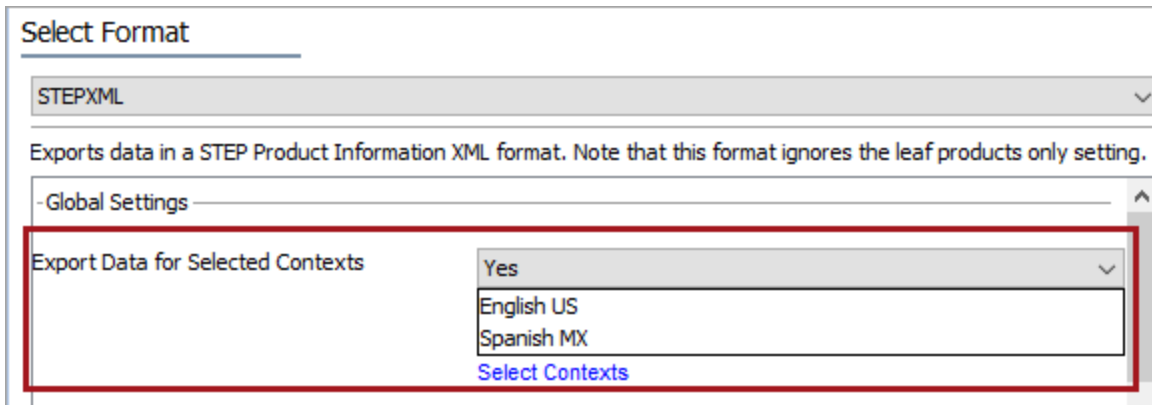 Select Format
STEPXML
Exports data in a STEP Product Information XML format. Note that this format ignores the leaf products only setting.
Global Settings
Export Data for Selected Contexts
Yes
English US
Spanish MX
Select Contexts